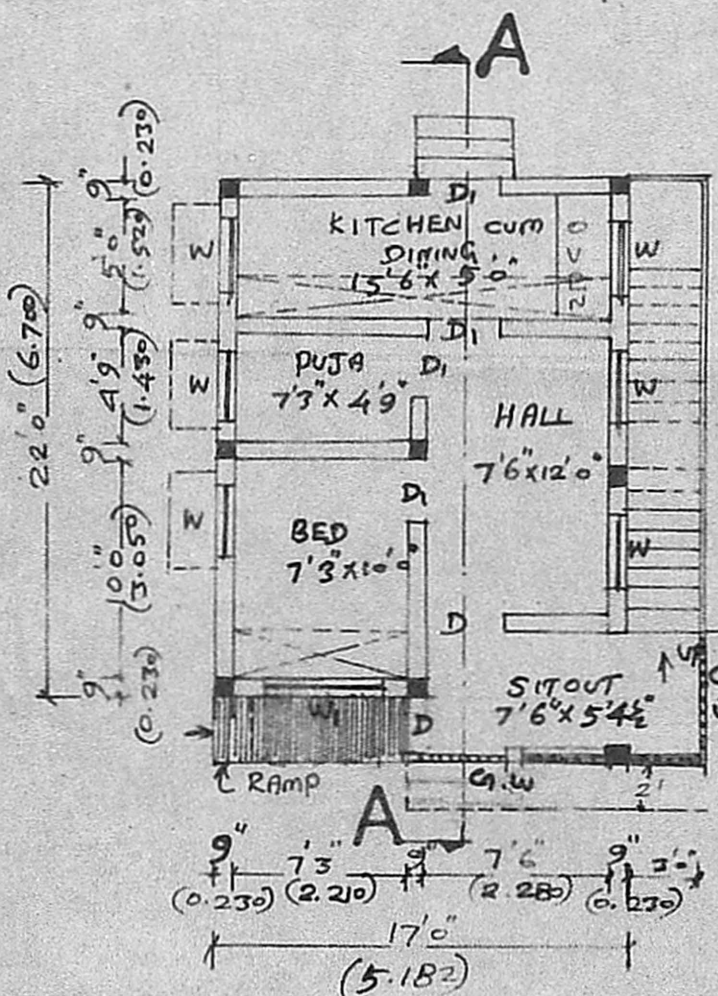 A
D1
KITCHEN CUM
DINING
15'6" X 5'0"
W
W
D1
PUJA
7'3" X 4'9"
D1
W
HALL
7'6" X 12'0"
W
BED
7'3" X 10'0"
D1
W
W
D
SITOUT
7'6" X 5'4½"
UP
W1
D
RAMP
G.W
2'
A
22'0" (6.700)
9"
(0.230)
5'0"
(1.520)
9"
4'9"
(1.430)
9"
10'0"
(3.050)
9"
(0.230)
9"
(0.230)
7'3"
(2.210)
9"
7'6"
(2.280)
9"
(0.230)
3'0"
17'0"
(5.182)